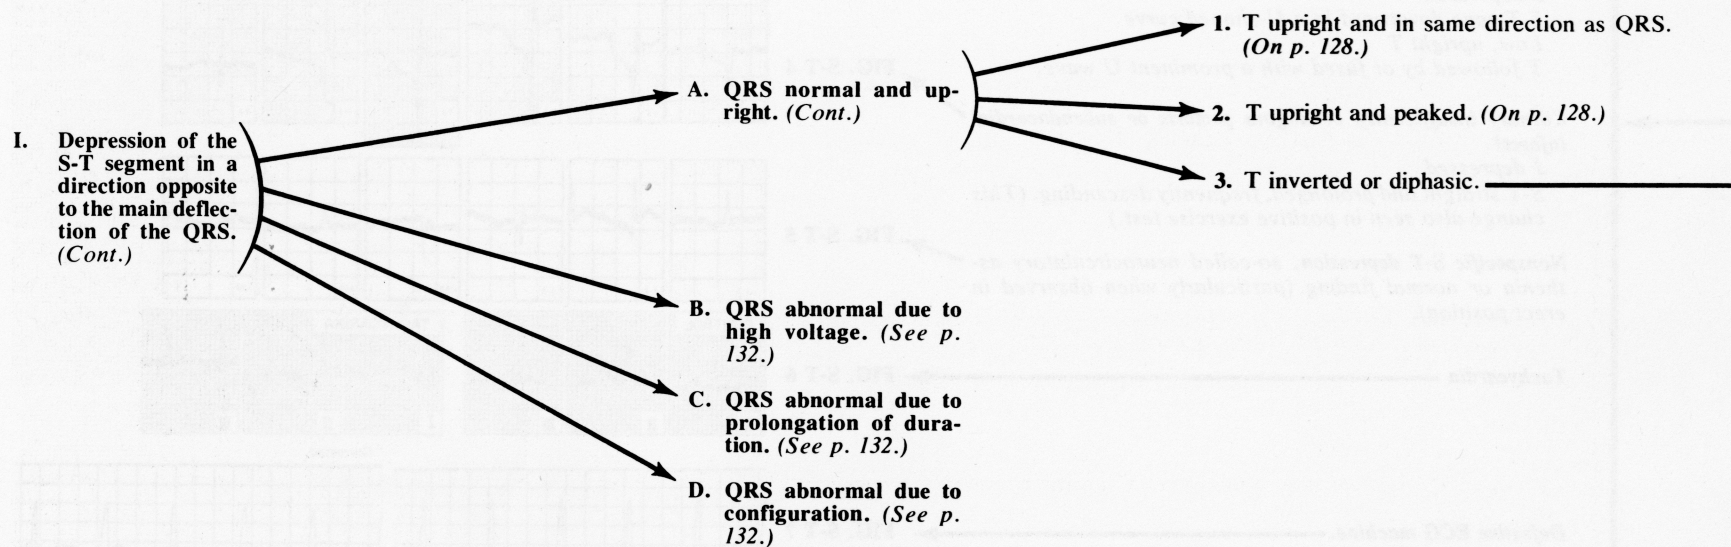 I. Depression of the
S-T segment in a
direction opposite
to the main deflec-
tion of the QRS.
(Cont.)
A. QRS normal and up-
right. (Cont.)
1. T upright and in same direction as QRS.
(On p. 128.)
2. T upright and peaked. (On p. 128.)
3. T inverted or diphasic.
B. QRS abnormal due to
high voltage. (See p.
132.)
C. QRS abnormal due to
prolongation of dura-
tion. (See p. 132.)
D. QRS abnormal due to
configuration. (See p.
132.)